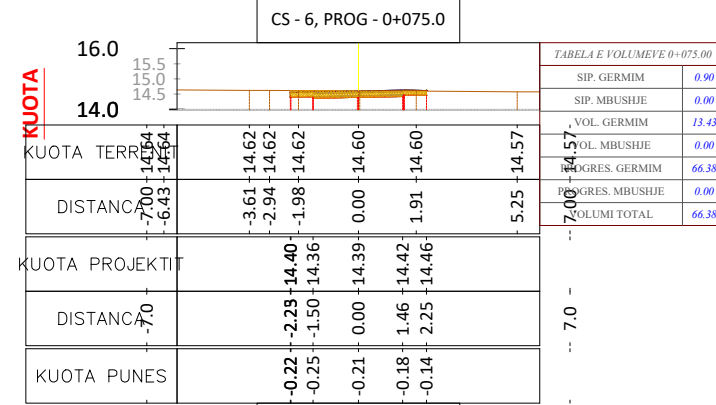 CS - 6, PROG - 0+075.0
KUOTA
16.0
15.5
15.0
14.5
14.0
TABELA E VOLUMEVE 0+075.00
SIP. GERMIM 0.90
SIP. MBUSHJE 0.00
VOL. GERMIM 13.43
VOL. MBUSHJE 0.00
PROGRES. GERMIM 66.38
PROGRES. MBUSHJE 0.00
VOLUMI TOTAL 66.38
KUOTA TERRENIT 14.64 14.64 14.62 14.62 14.62 14.60 14.60 14.57 14.57
DISTANCA -7.00 -6.43 -3.61 -2.94 -1.98 0.00 1.91 5.25 7.00
KUOTA PROJEKTIT 14.40 14.36 14.39 14.42 14.46
DISTANCA -7.0 -1.50 0.00 1.46 2.25 7.0
KUOTA PUNES -0.22 -0.25 -0.21 -0.18 -0.14